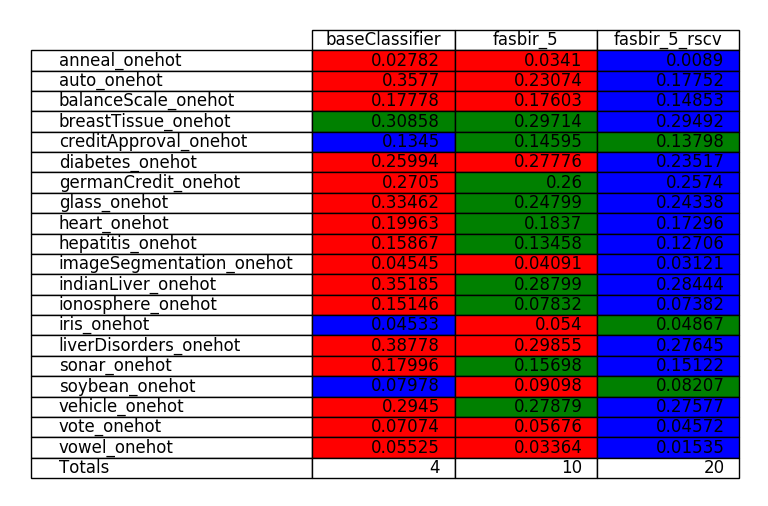 baseClassifier fasbir_5 fasbir_5_rscv
anneal_onehot 0.02782 0.0341 0.0089
auto_onehot 0.3577 0.23074 0.17752
balanceScale_onehot 0.17778 0.17603 0.14853
breastTissue_onehot 0.30858 0.29714 0.29492
creditApproval_onehot 0.1345 0.14595 0.13798
diabetes_onehot 0.25994 0.27776 0.23517
germanCredit_onehot 0.2705 0.26 0.2574
glass_onehot 0.33462 0.24799 0.24338
heart_onehot 0.19963 0.1837 0.17296
hepatitis_onehot 0.15867 0.13458 0.12706
imageSegmentation_onehot 0.04545 0.04091 0.03121
indianLiver_onehot 0.35185 0.28799 0.28444
ionosphere_onehot 0.15146 0.07832 0.07382
iris_onehot 0.04533 0.054 0.04867
liverDisorders_onehot 0.38778 0.29855 0.27645
sonar_onehot 0.17996 0.15698 0.15122
soybean_onehot 0.07978 0.09098 0.08207
vehicle_onehot 0.2945 0.27879 0.27577
vote_onehot 0.07074 0.05676 0.04572
vowel_onehot 0.05525 0.03364 0.01535
Totals 4 10 20